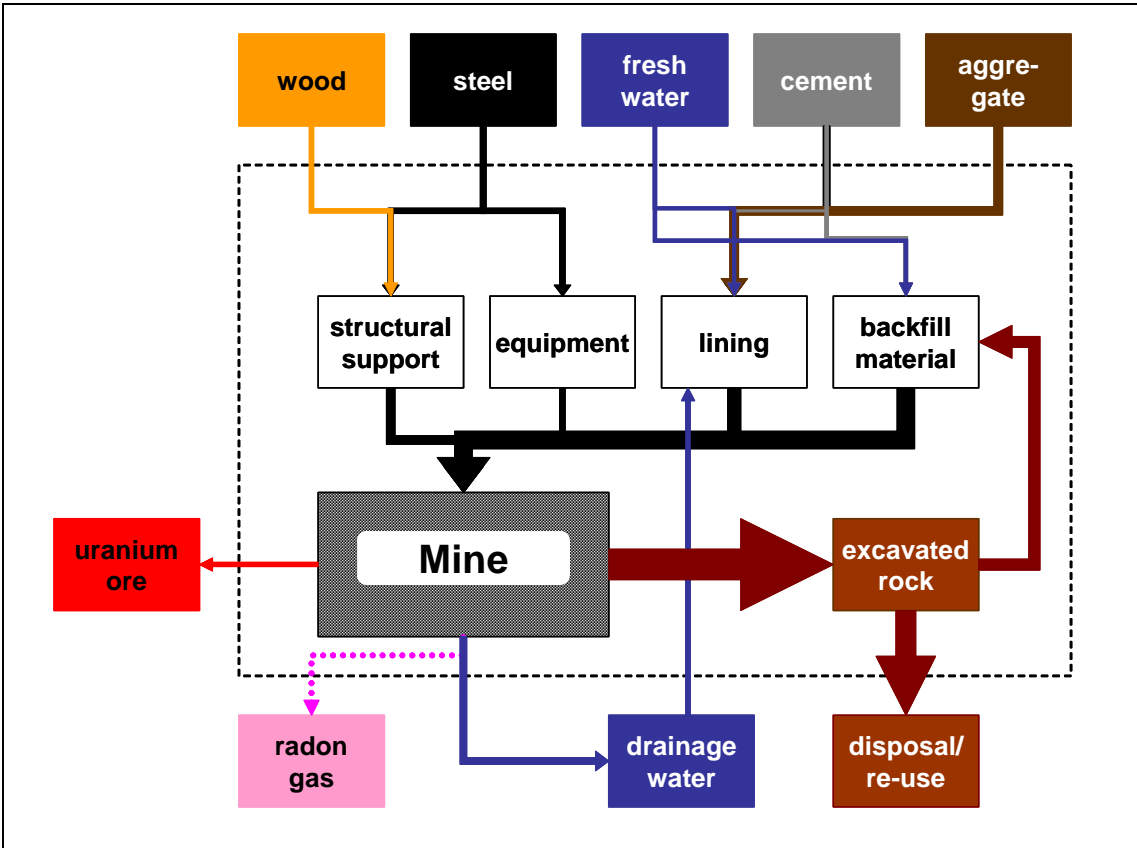 wood
steel
fresh
water
cement
aggre-
gate
structural
support
equipment
lining
backfill
material
uranium
ore
Mine
excavated
rock
radon
gas
drainage
water
disposal/
re-use